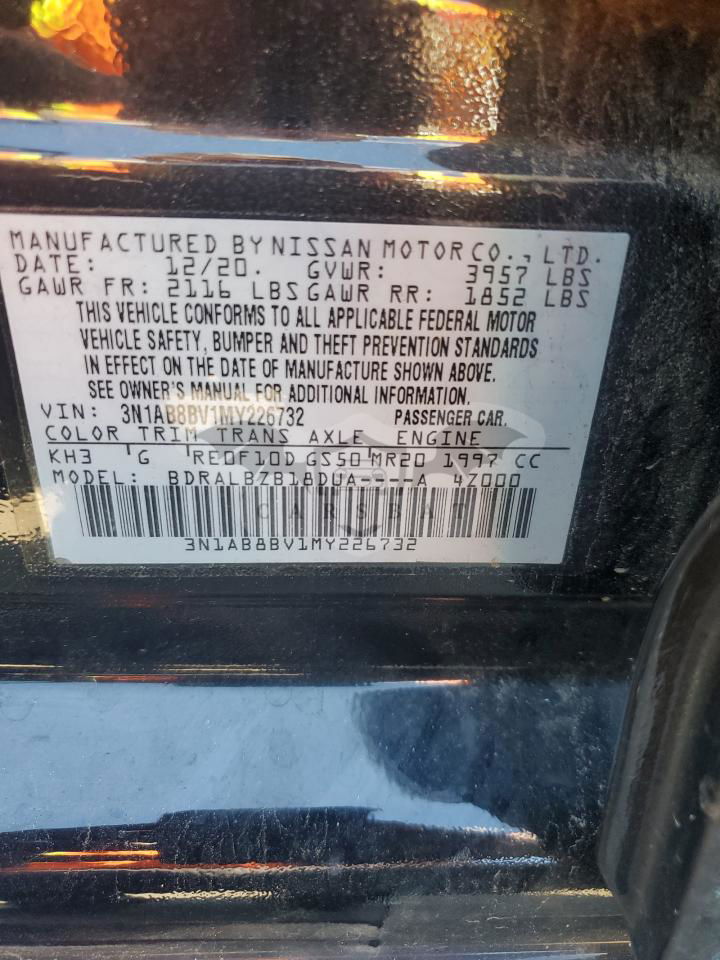 MANUFACTURED BY NISSAN MOTOR CO., LTD.
DATE: 12/20. GVWR: 3957 LBS
GAWR FR: 2116 LBS GAWR RR: 1852 LBS
THIS VEHICLE CONFORMS TO ALL APPLICABLE FEDERAL MOTOR
VEHICLE SAFETY, BUMPER AND THEFT PREVENTION STANDARDS
IN EFFECT ON THE DATE OF MANUFACTURE SHOWN ABOVE.
SEE OWNER'S MANUAL FOR ADDITIONAL INFORMATION.
VIN: 3N1AB8BV1MY226732 PASSENGER CAR.
COLOR TRIM TRANS AXLE ENGINE
KH3 G RE0F10D GS50 MR20 1997 CC
MODEL: BDRALBZB18DUA----A 4Z000
CARSBAT
3N1AB8BV1MY226732